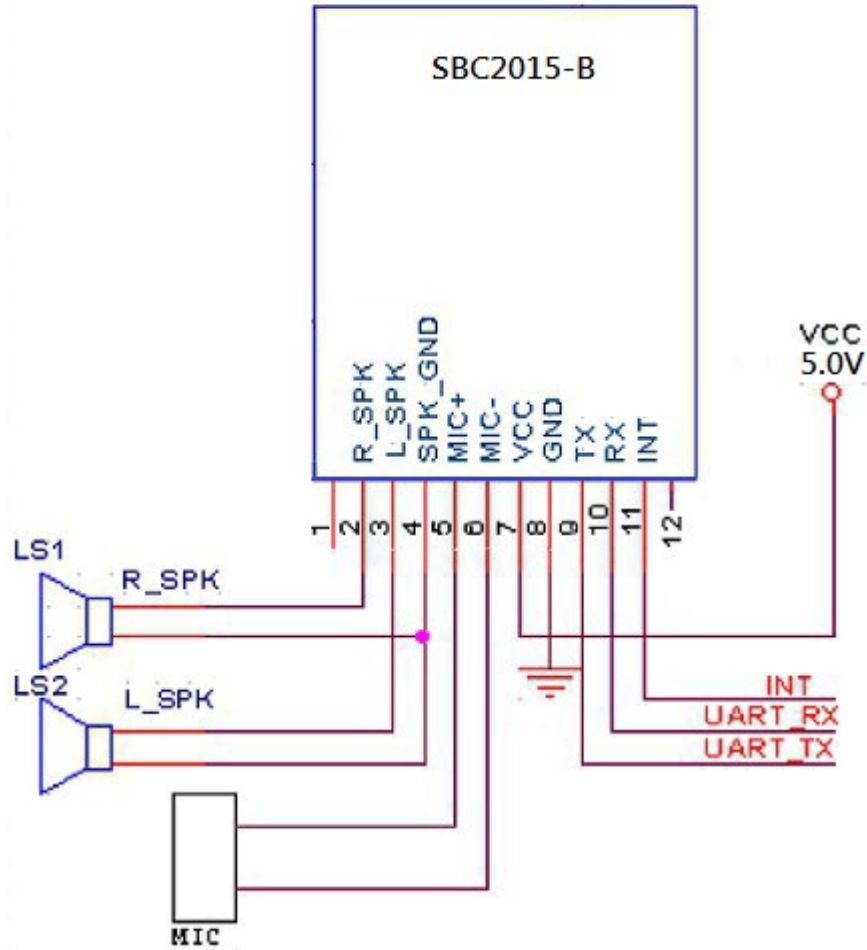 SBC2015-B
R_SPK
L_SPK
SPK_GND
MIC+
MIC-
VCC
GND
TX
RX
INT
VCC
5.0V
1
2
3
4
5
6
7
8
9
10
11
12
LS1
R_SPK
LS2
L_SPK
INT
UART_RX
UART_TX
MIC